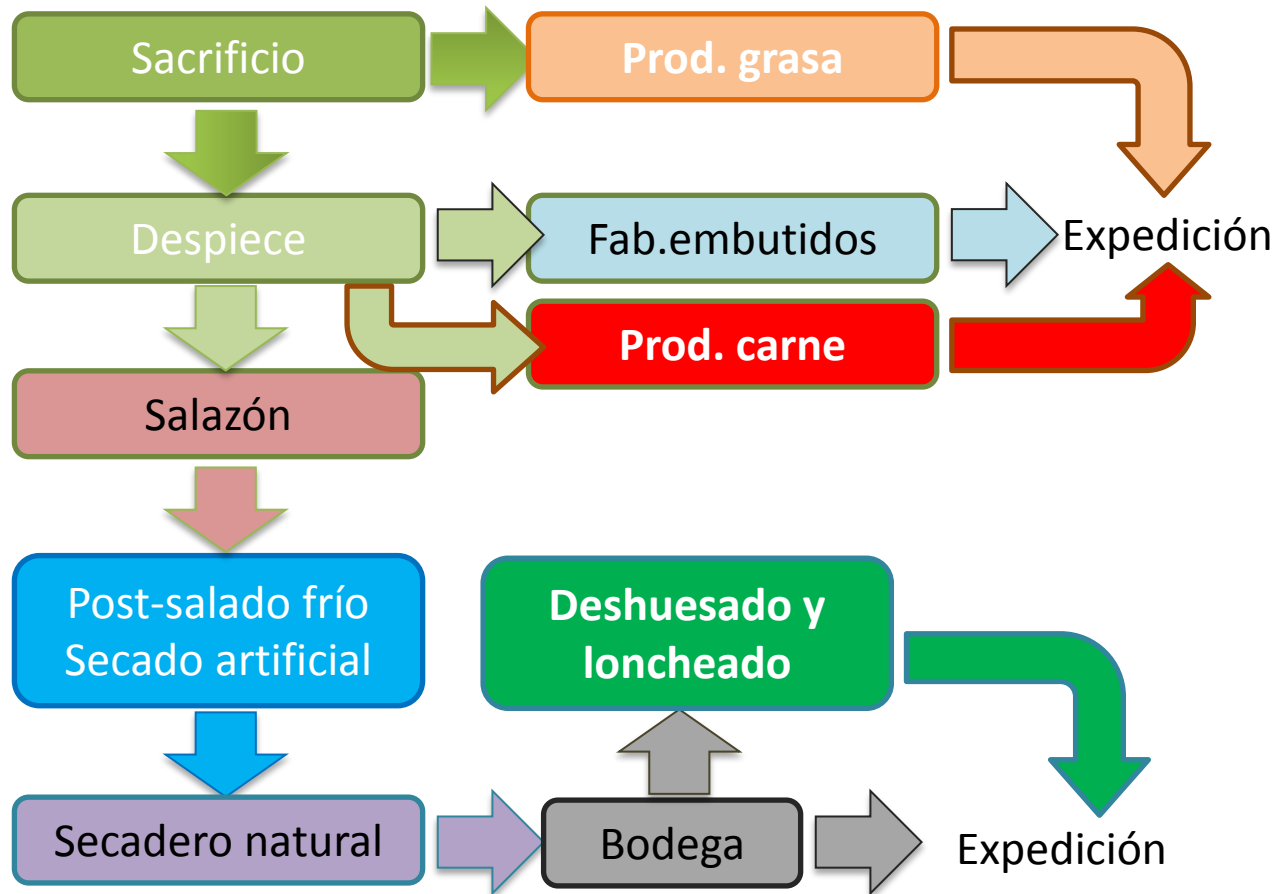 Sacrificio
Prod. grasa
Despiece
Fab.embutidos
Expedición
Prod. carne
Salazón
Post-salado frío
Secado artificial
Deshuesado y
loncheado
Secadero natural
Bodega
Expedición